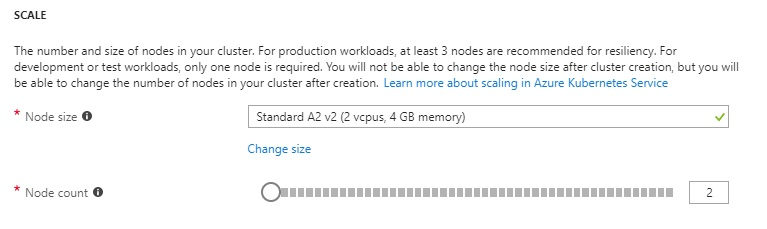 SCALE
The number and size of nodes in your cluster. For production workloads, at least 3 nodes are recommended for resiliency. For
development or test workloads, only one node is required. You will not be able to change the node size after cluster creation, but you will
be able to change the number of nodes in your cluster after creation. Learn more about scaling in Azure Kubernetes Service
* Node size Standard A2 v2 (2 vcpus, 4 GB memory)
Change size
* Node count 2